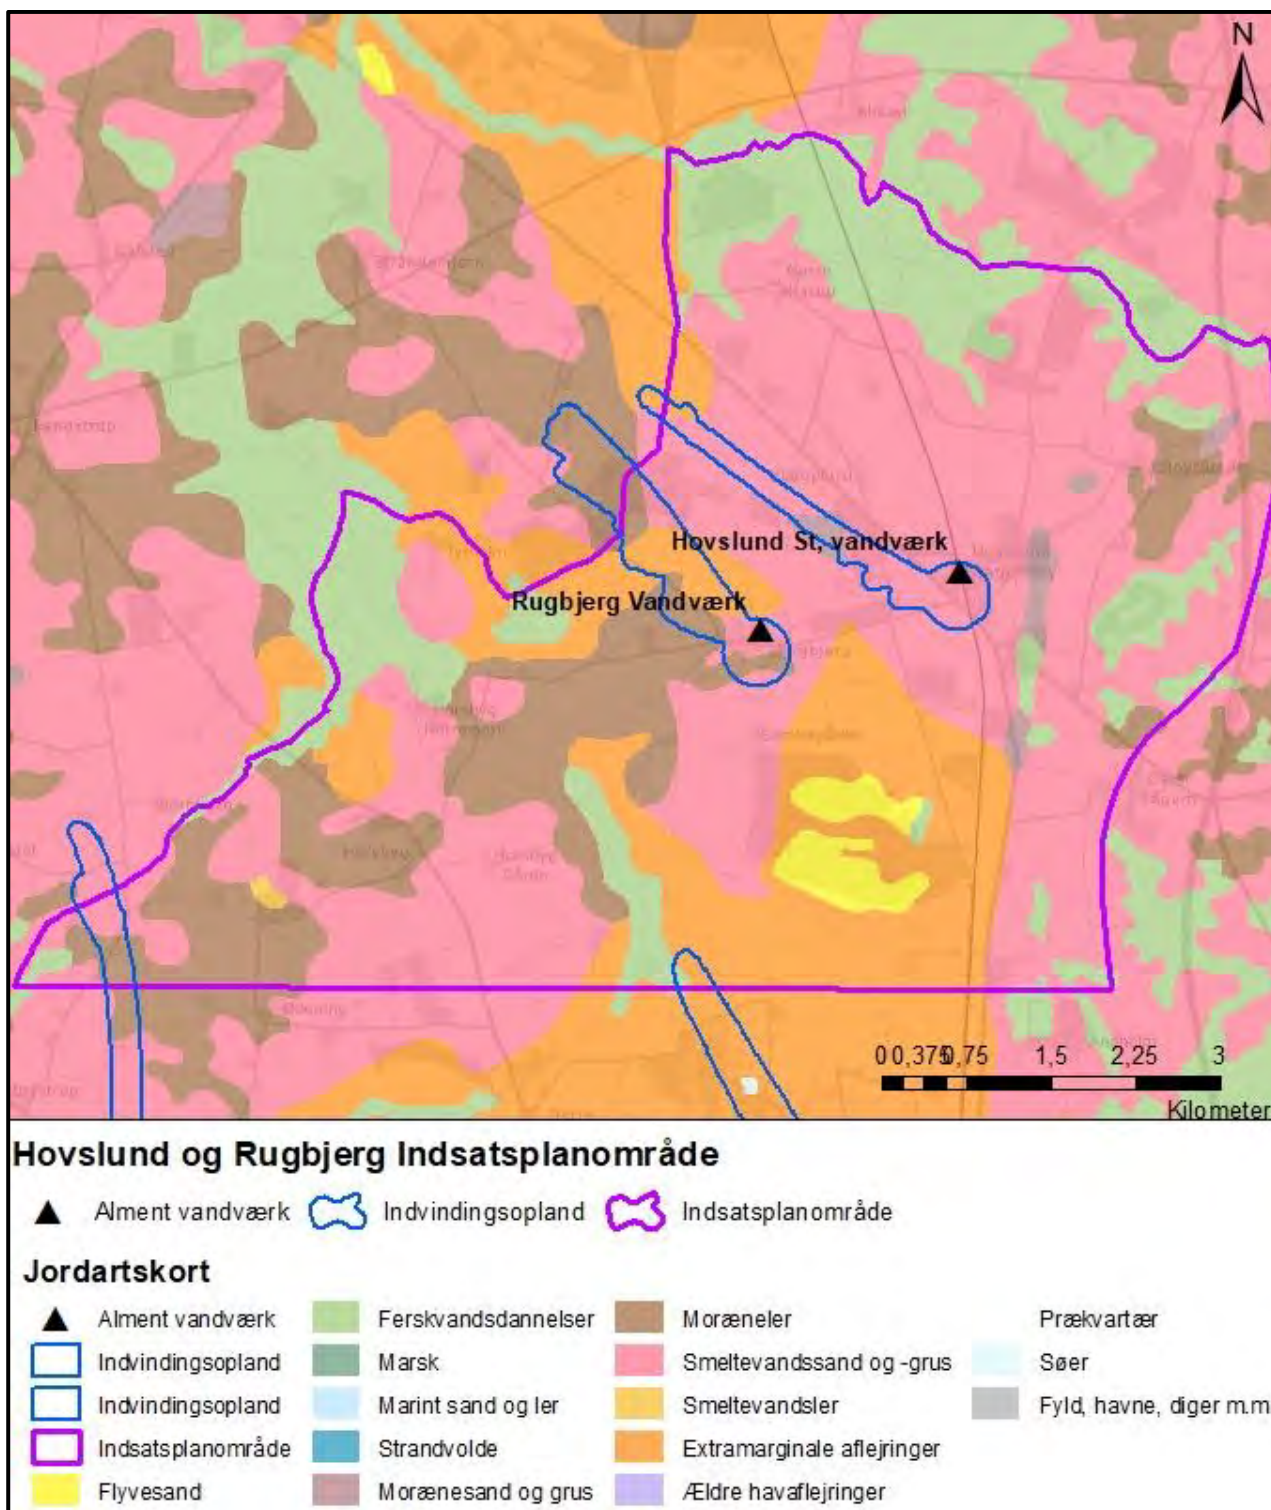 N
Hovslund St, vandværk
Rugbjerg Vandværk
0 0,375 0,75 1,5 2,25 3
Kilometer
Hovslund og Rugbjerg Indsatsplanområde
Alment vandværk Indvindingsopland Indsatsplanområde
Jordartskort
Alment vandværk Ferskvandsdannelser Moræneler Prækvartær
Indvindingsopland Marsk Smeltevandssand og -grus Søer
Indvindingsopland Marint sand og ler Smeltevandsler Fyld, havne, diger m.m
Indsatsplanområde Strandvolde Extramarginale aflejringer
Flyvesand Morænesand og grus Ældre havaflejringer